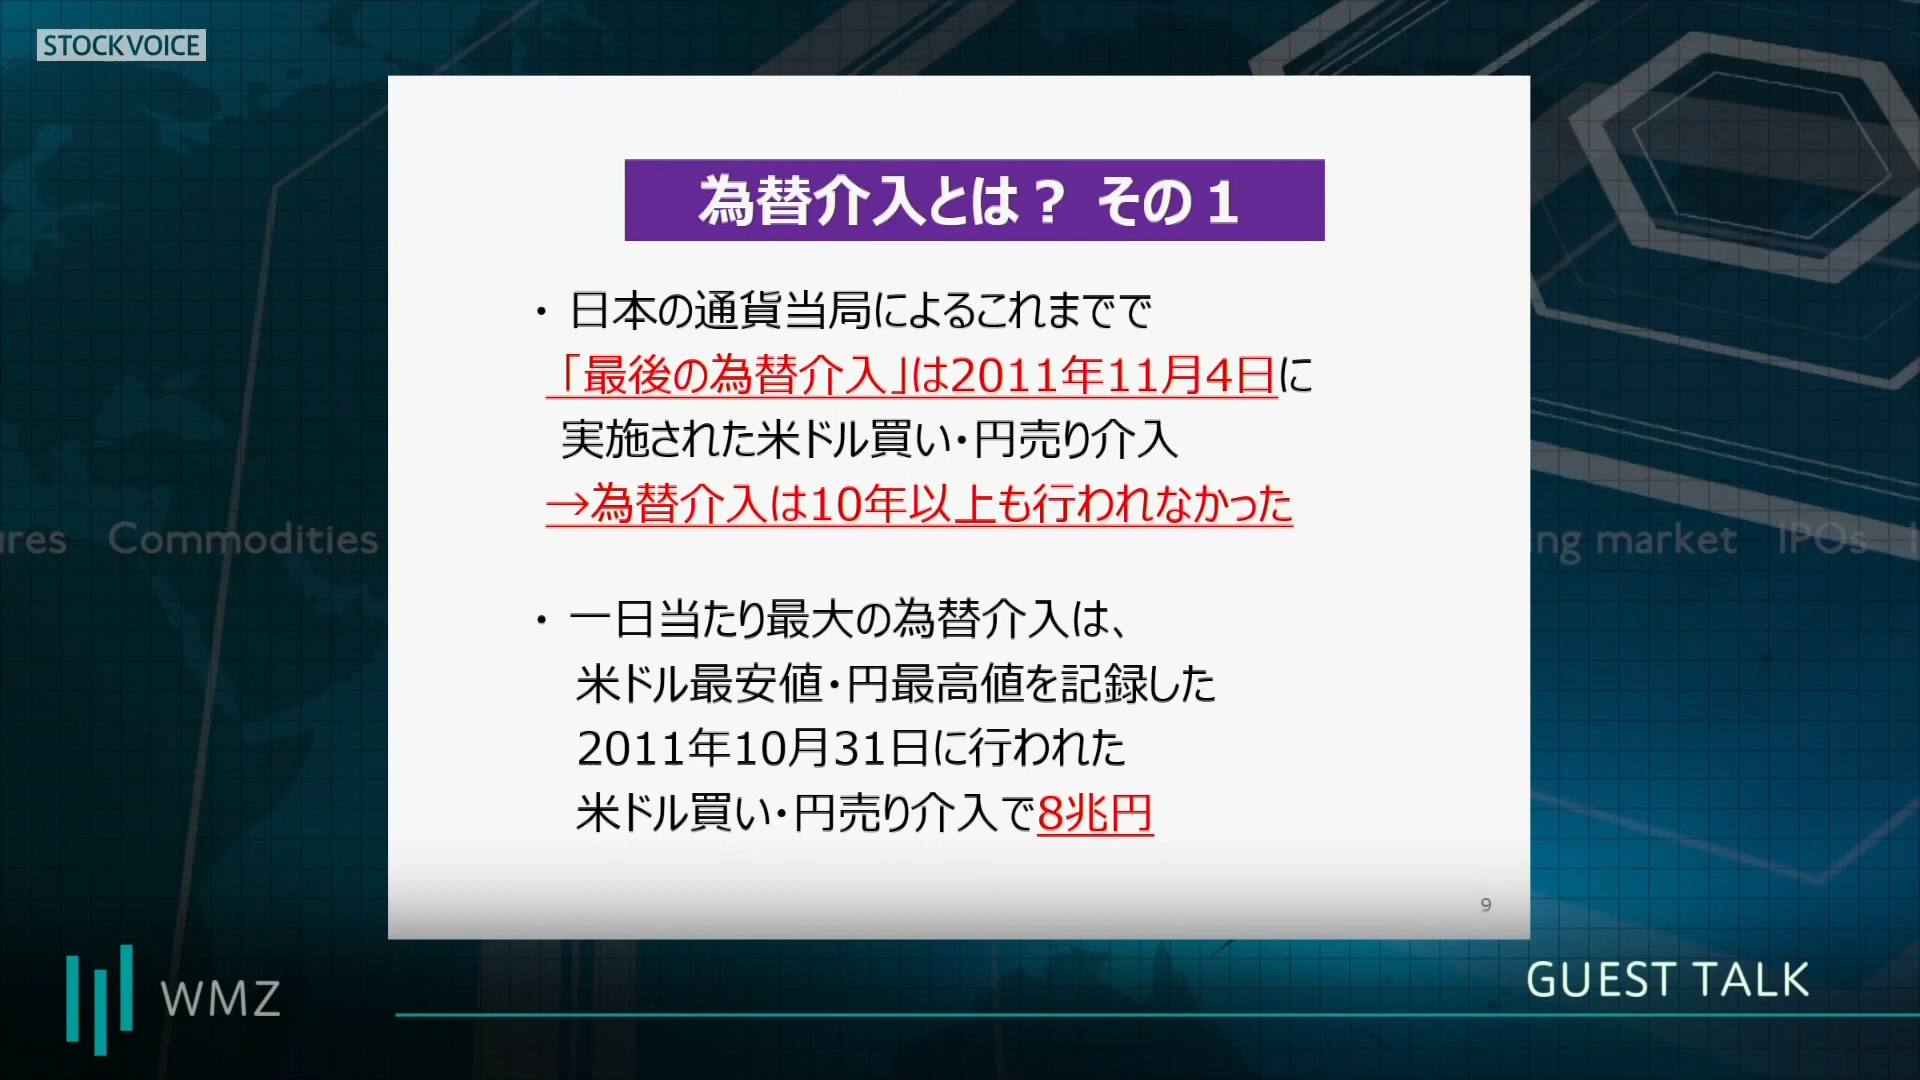 STOCKVOICE
為替介入とは？ その１
・ 日本の通貨当局によるこれまでで
「最後の為替介入」は2011年11月4日に
実施された米ドル買い・円売り介入
→為替介入は10年以上も行われなかった
ures Commodities
ng market IPOs
・ 一日当たり最大の為替介入は、
米ドル最安値・円最高値を記録した
2011年10月31日に行われた
米ドル買い・円売り介入で8兆円
9
GUEST TALK
WMZ